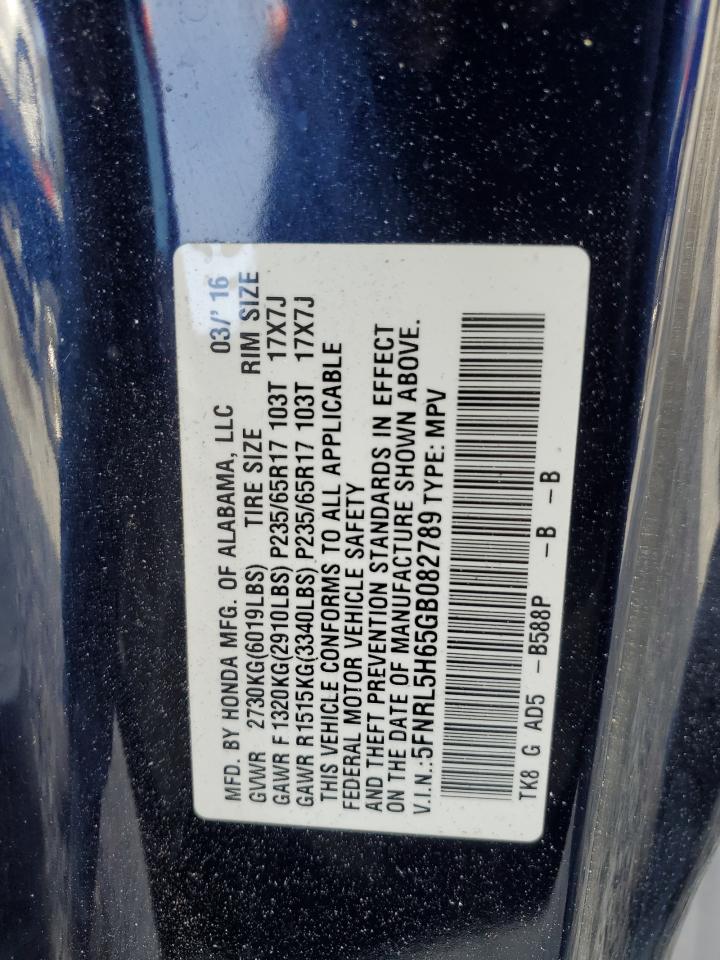 MFD. BY HONDA MFG. OF ALABAMA, LLC 03/' 16
GVWR 2730KG(6019LBS) TIRE SIZE RIM SIZE
GAWR F1320KG(2910LBS) P235/65R17 103T 17X7J
GAWR R1515KG(3340LBS) P235/65R17 103T 17X7J
THIS VEHICLE CONFORMS TO ALL APPLICABLE
FEDERAL MOTOR VEHICLE SAFETY
AND THEFT PREVENTION STANDARDS IN EFFECT
ON THE DATE OF MANUFACTURE SHOWN ABOVE.
V.I.N.:5FNRL5H65GB082789 TYPE: MPV
TK8 G AD5 -B588P -B -B